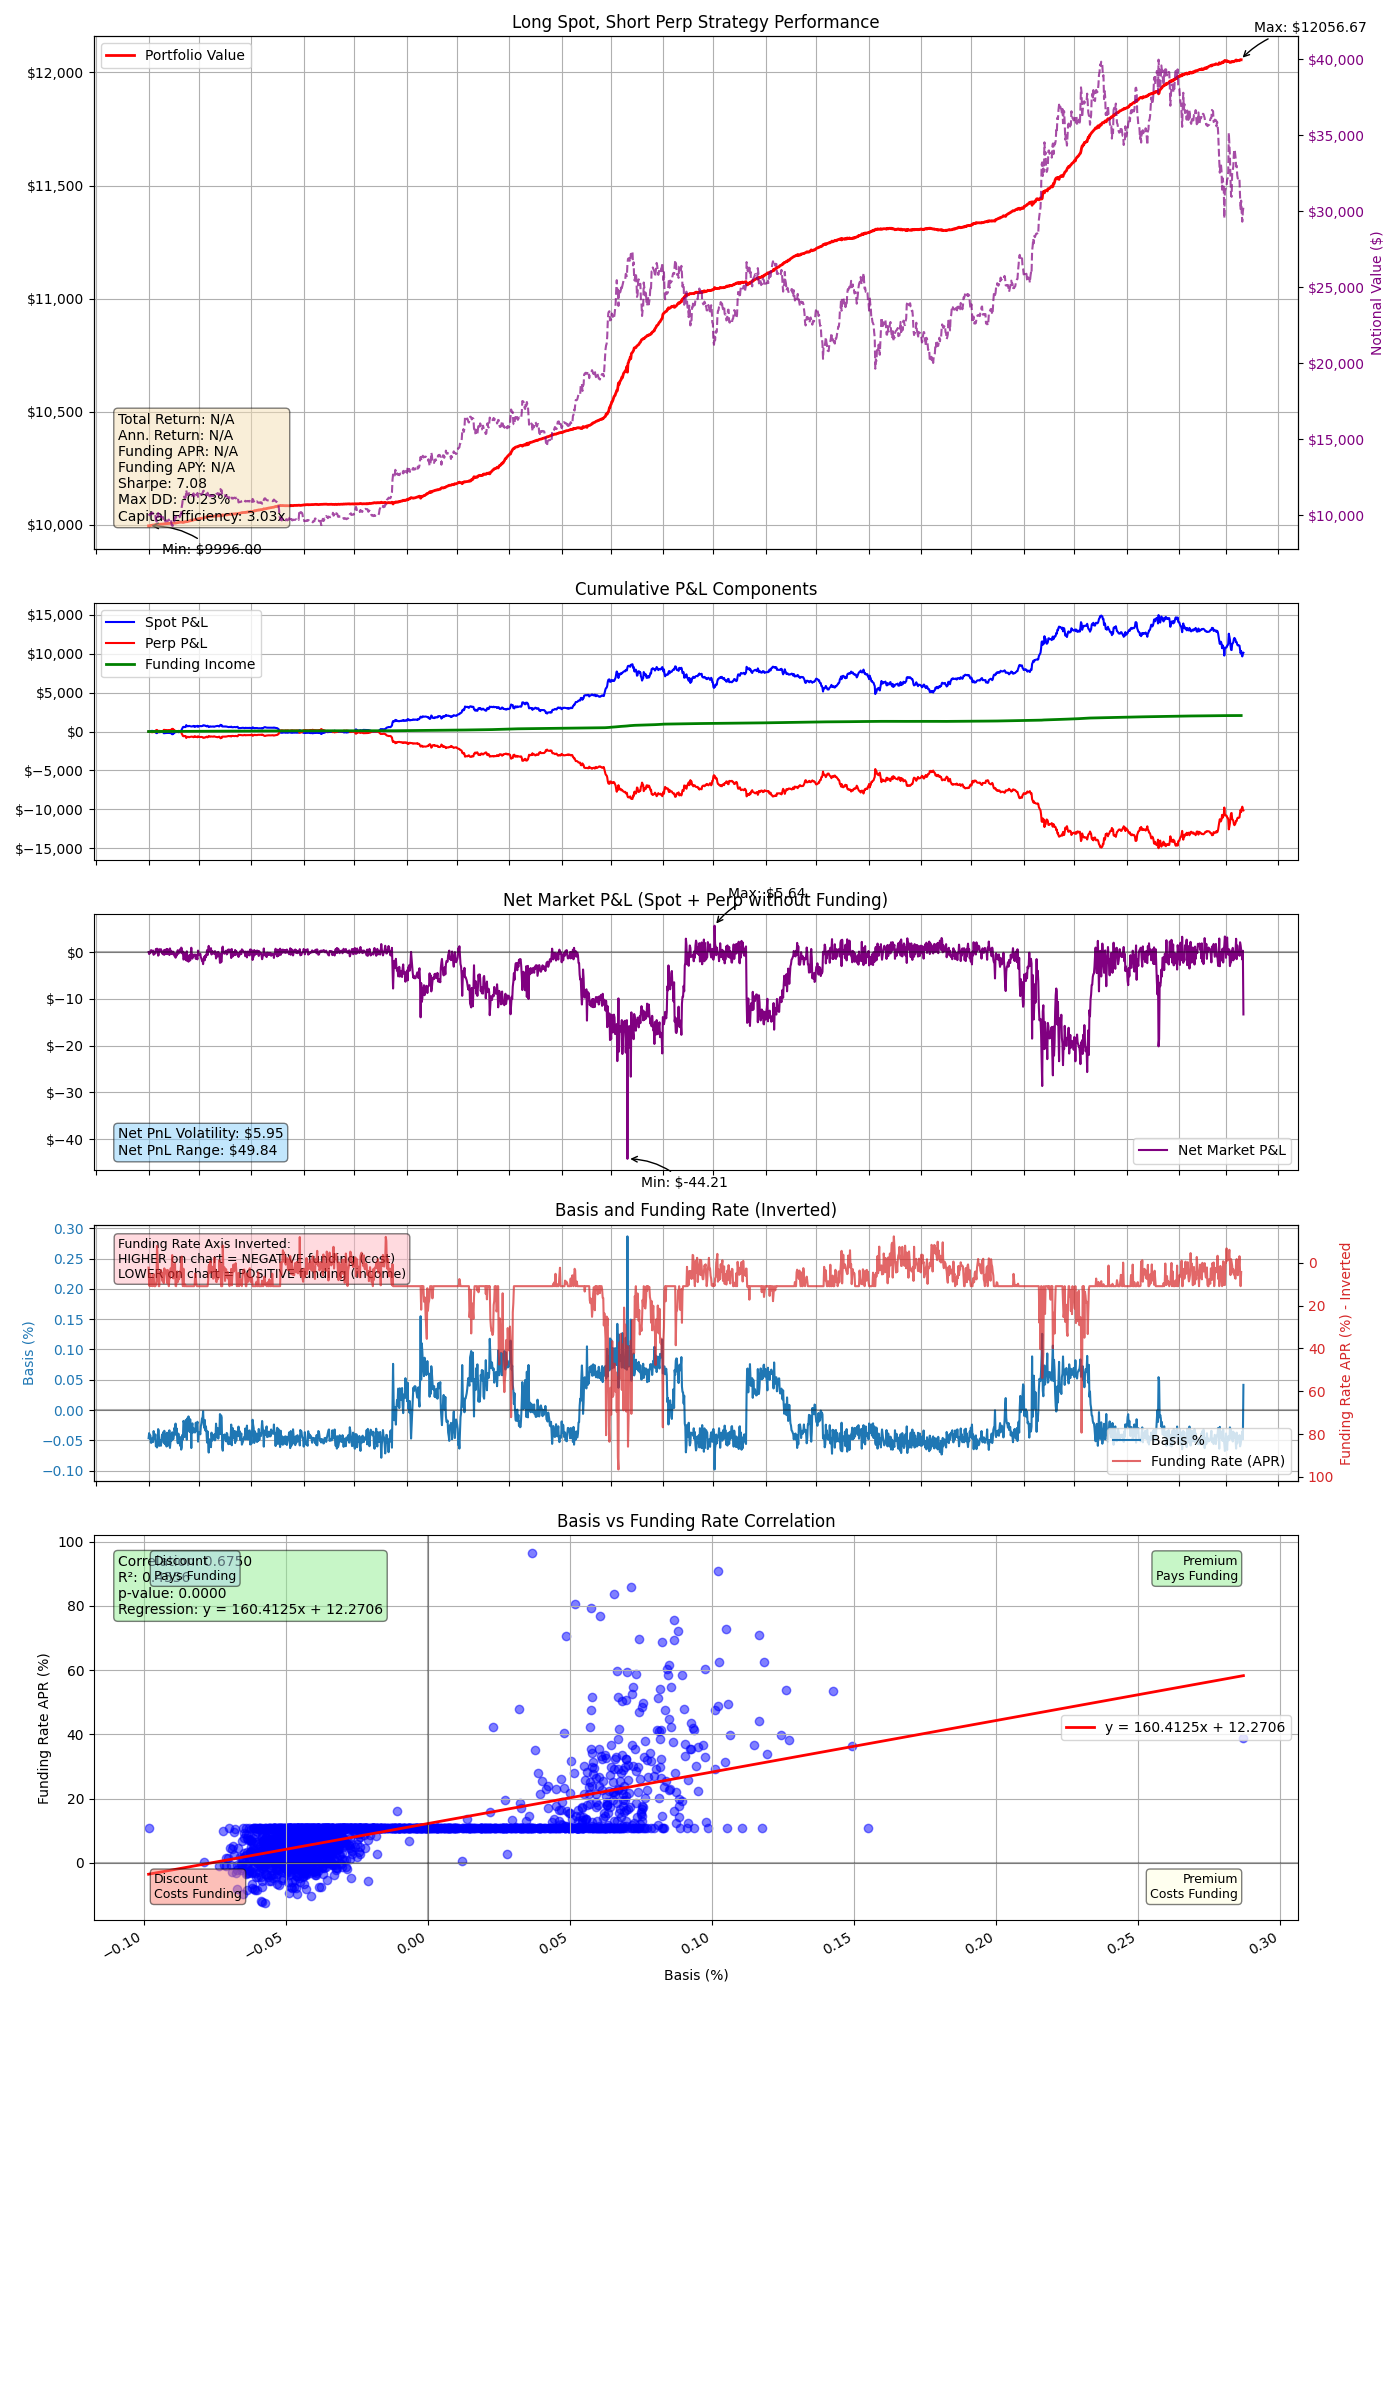 Long Spot, Short Perp Strategy Performance
Max: $12056.67
Portfolio Value
$12,000
$11,500
$11,000
$10,500
$10,000
$40,000
$35,000
$30,000
$25,000
$20,000
$15,000
$10,000
Notional Value ($)
Total Return: N/A
Ann. Return: N/A
Funding APR: N/A
Funding APY: N/A
Sharpe: 7.08
Max DD: -0.23%
Capital Efficiency: 3.03x
Min: $9996.00
Cumulative P&L Components
Spot P&L
Perp P&L
Funding Income
$15,000
$10,000
$5,000
$0
$−5,000
$−10,000
$−15,000
Max: $5.64
Net Market P&L (Spot + Perp without Funding)
$0
$−10
$−20
$−30
$−40
Net PnL Volatility: $5.95
Net PnL Range: $49.84
Net Market P&L
Min: $-44.21
Basis and Funding Rate (Inverted)
Funding Rate Axis Inverted:
HIGHER on chart = NEGATIVE funding (cost)
LOWER on chart = POSITIVE funding (income)
0.30
0.25
0.20
0.15
0.10
0.05
0.00
−0.05
−0.10
Basis (%)
0
20
40
60
80
100
Funding Rate APR (%) - Inverted
Basis %
Funding Rate (APR)
Basis vs Funding Rate Correlation
Correlation: 0.6750
R²:
p-value: 0.0000
Regression: y = 160.4125x + 12.2706
Discount
Pays Funding
Premium
Pays Funding
y = 160.4125x + 12.2706
Discount
Costs Funding
Premium
Costs Funding
100
80
60
40
20
0
Funding Rate APR (%)
−0.10
−0.05
0.00
0.05
0.10
0.15
0.20
0.25
0.30
Basis (%)